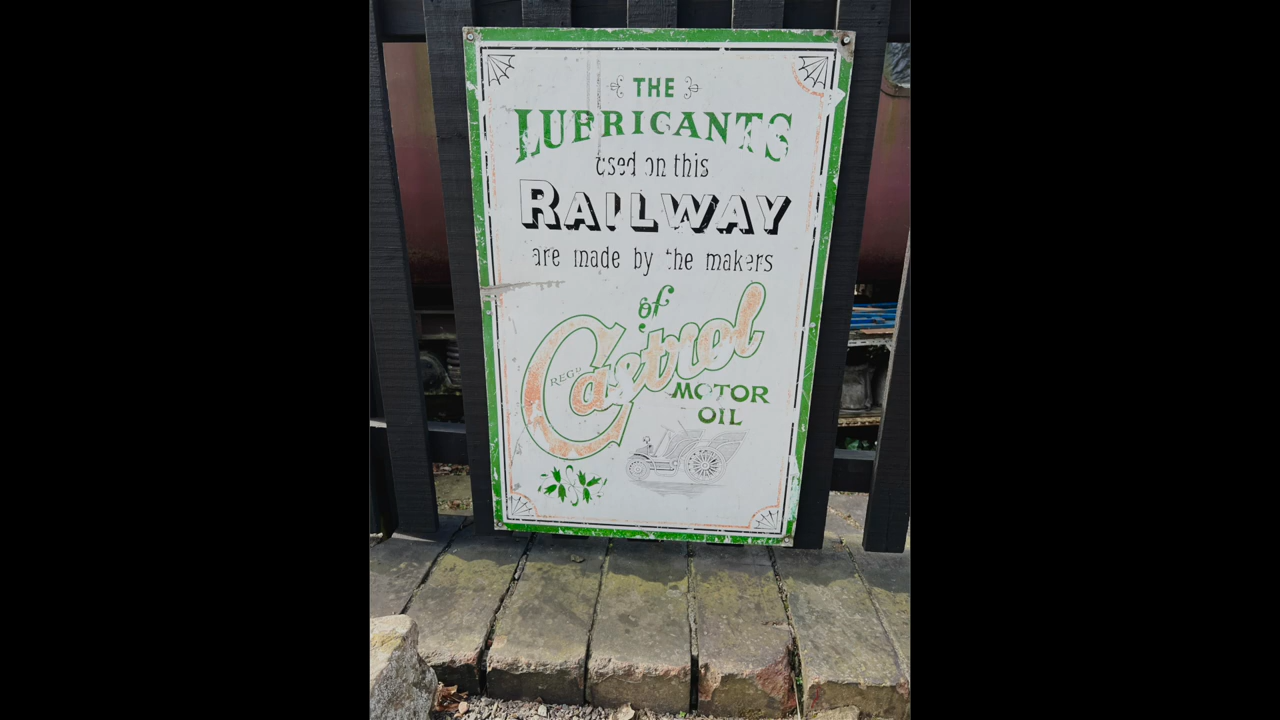 THE
LUBRICANTS
used on this
RAILWAY
are made by the makers
of
REGD Castrol
MOTOR
OIL